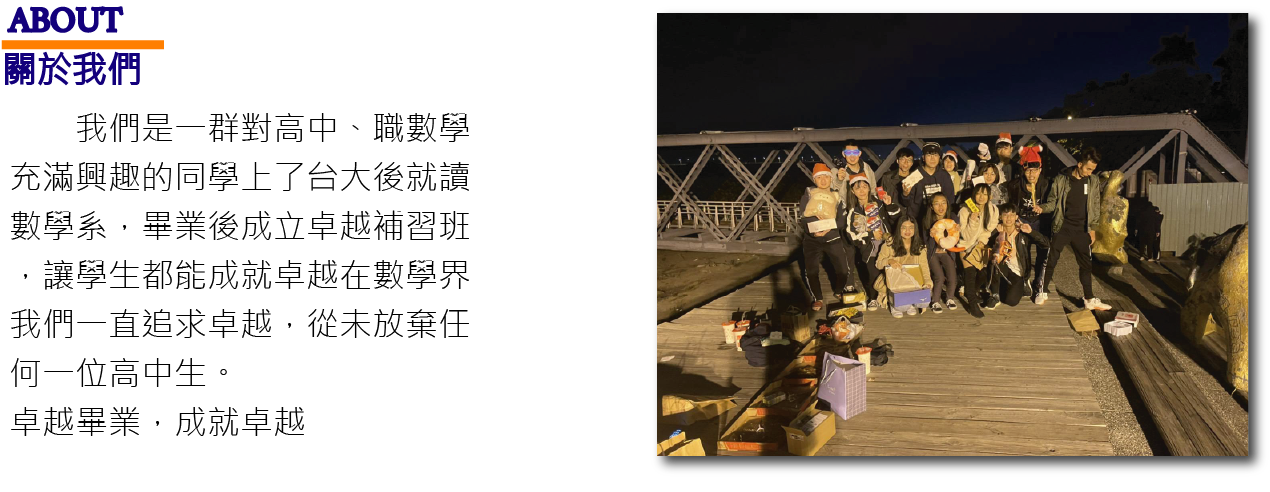 ABOUT
關於我們
我們是一群對高中、職數學
充滿興趣的同學上了台大後就讀
數學系，畢業後成立卓越補習班
，讓學生都能成就卓越在數學界
我們一直追求卓越，從未放棄任
何一位高中生。
卓越畢業，成就卓越